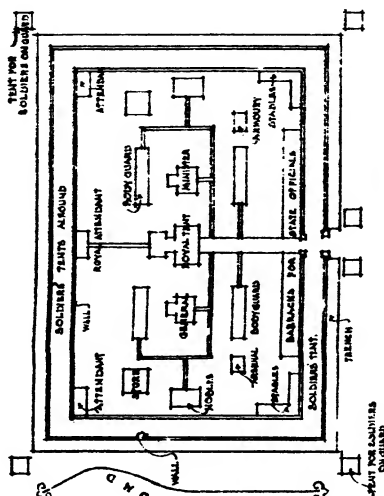 TENT FOR
SOLDIERS ON GUARD
SOLDIERS TENTS AROUND
WALL
WALL
ATTENDANT
ROYAL ATTENDANT
ATTENDANT
STORE
BODY GUARD
NOBLES
GENERAL
ROYAL TENT
MINISTER
ARSENAL
BODYGUARD
ARMOURY
STABLES
STABLES
BARRACKS FOR STATE OFFICIALS
SOLDIERS TENT.
TRENCH
TENT FOR SOLDIERS
ON GUARD